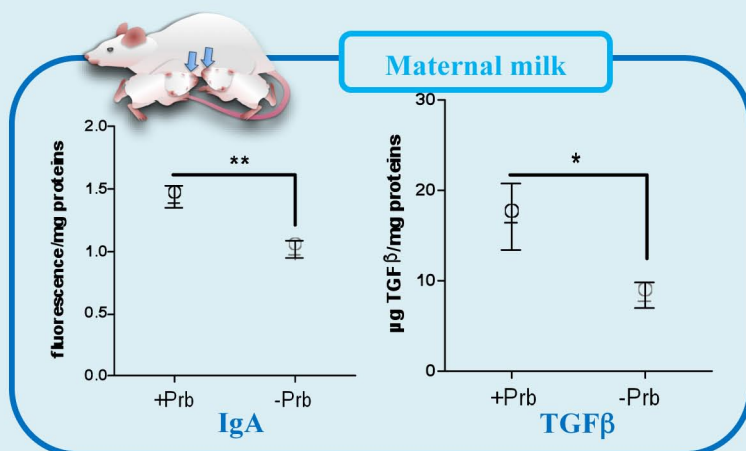 Maternal milk
fluorescence/mg proteins
2.0
1.5
1.0
0.5
0.0
**
+Prb
-Prb
IgA
µg TGFβ/mg proteins
30
20
10
0
*
+Prb
-Prb
TGFβ